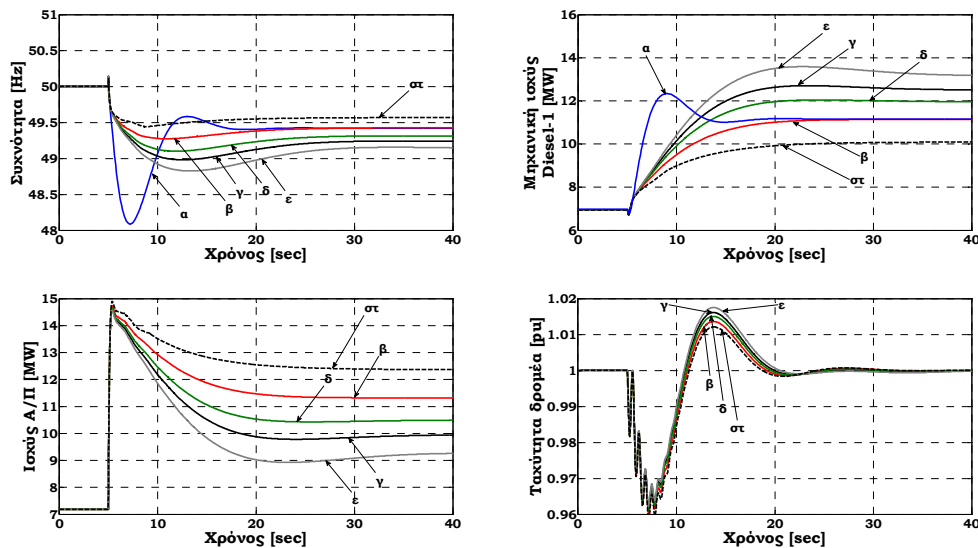 Συχνότητα [Hz]
51
50.5
50
49.5
49
48.5
48
0
10
20
30
40
Χρόνος [sec]
στ
α
β
γ
δ
ε
Μηχανική ισχύς
Diesel-1 [MW]
16
14
12
10
8
6
0
10
20
30
40
Χρόνος [sec]
α
ε
γ
δ
β
στ
Ισχύς Α/Π [MW]
15
14
13
12
11
10
9
8
7
0
10
20
30
40
Χρόνος [sec]
στ
β
δ
γ
ε
Ταχύτητα δρομέα [pu]
1.02
1.01
1
0.99
0.98
0.97
0.96
0
10
20
30
40
Χρόνος [sec]
γ
ε
β
δ
στ